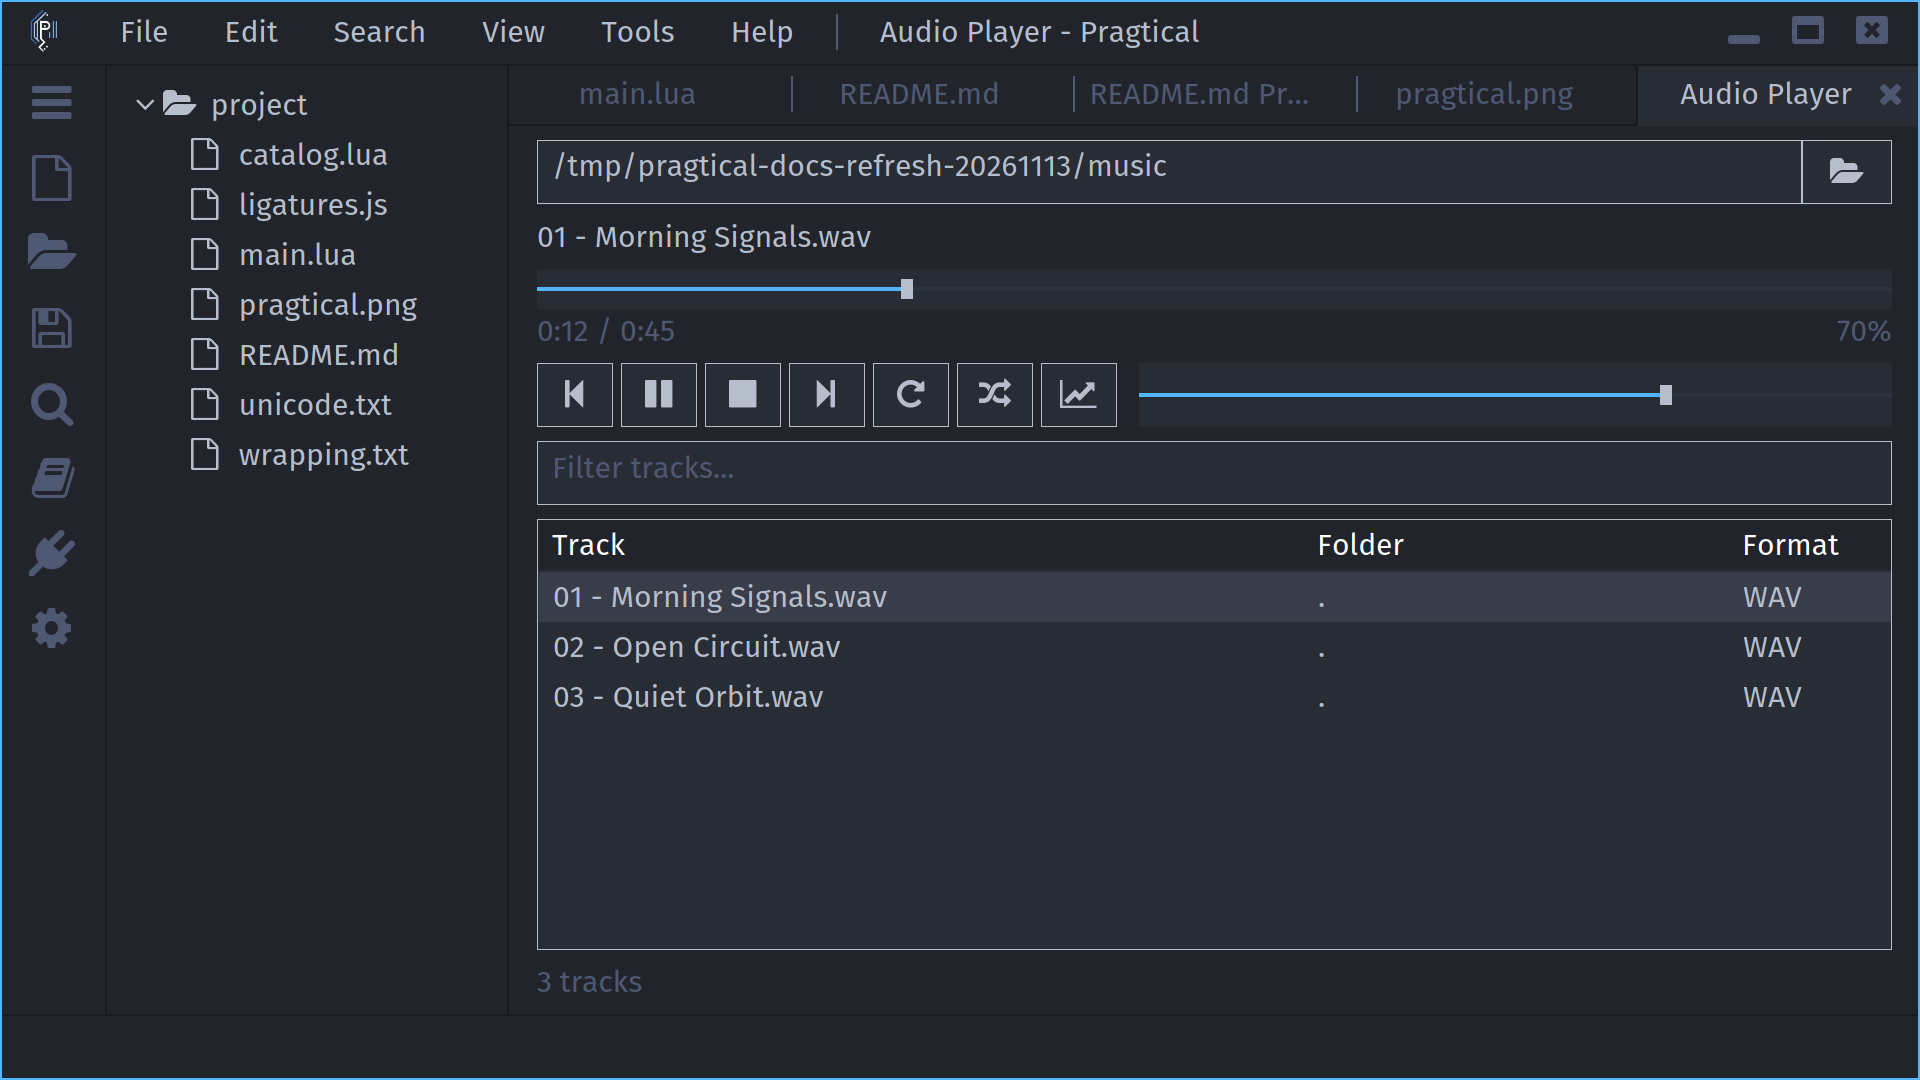 File Edit Search View Tools Help Audio Player - Pragtical
main.lua README.md README.md Pr... pragtical.png Audio Player
project
catalog.lua
ligatures.js
main.lua
pragtical.png
README.md
unicode.txt
wrapping.txt
/tmp/pragtical-docs-refresh-20261113/music
01 - Morning Signals.wav
0:12 / 0:45 70%
Filter tracks...
Track Folder Format
01 - Morning Signals.wav . WAV
02 - Open Circuit.wav . WAV
03 - Quiet Orbit.wav . WAV
3 tracks